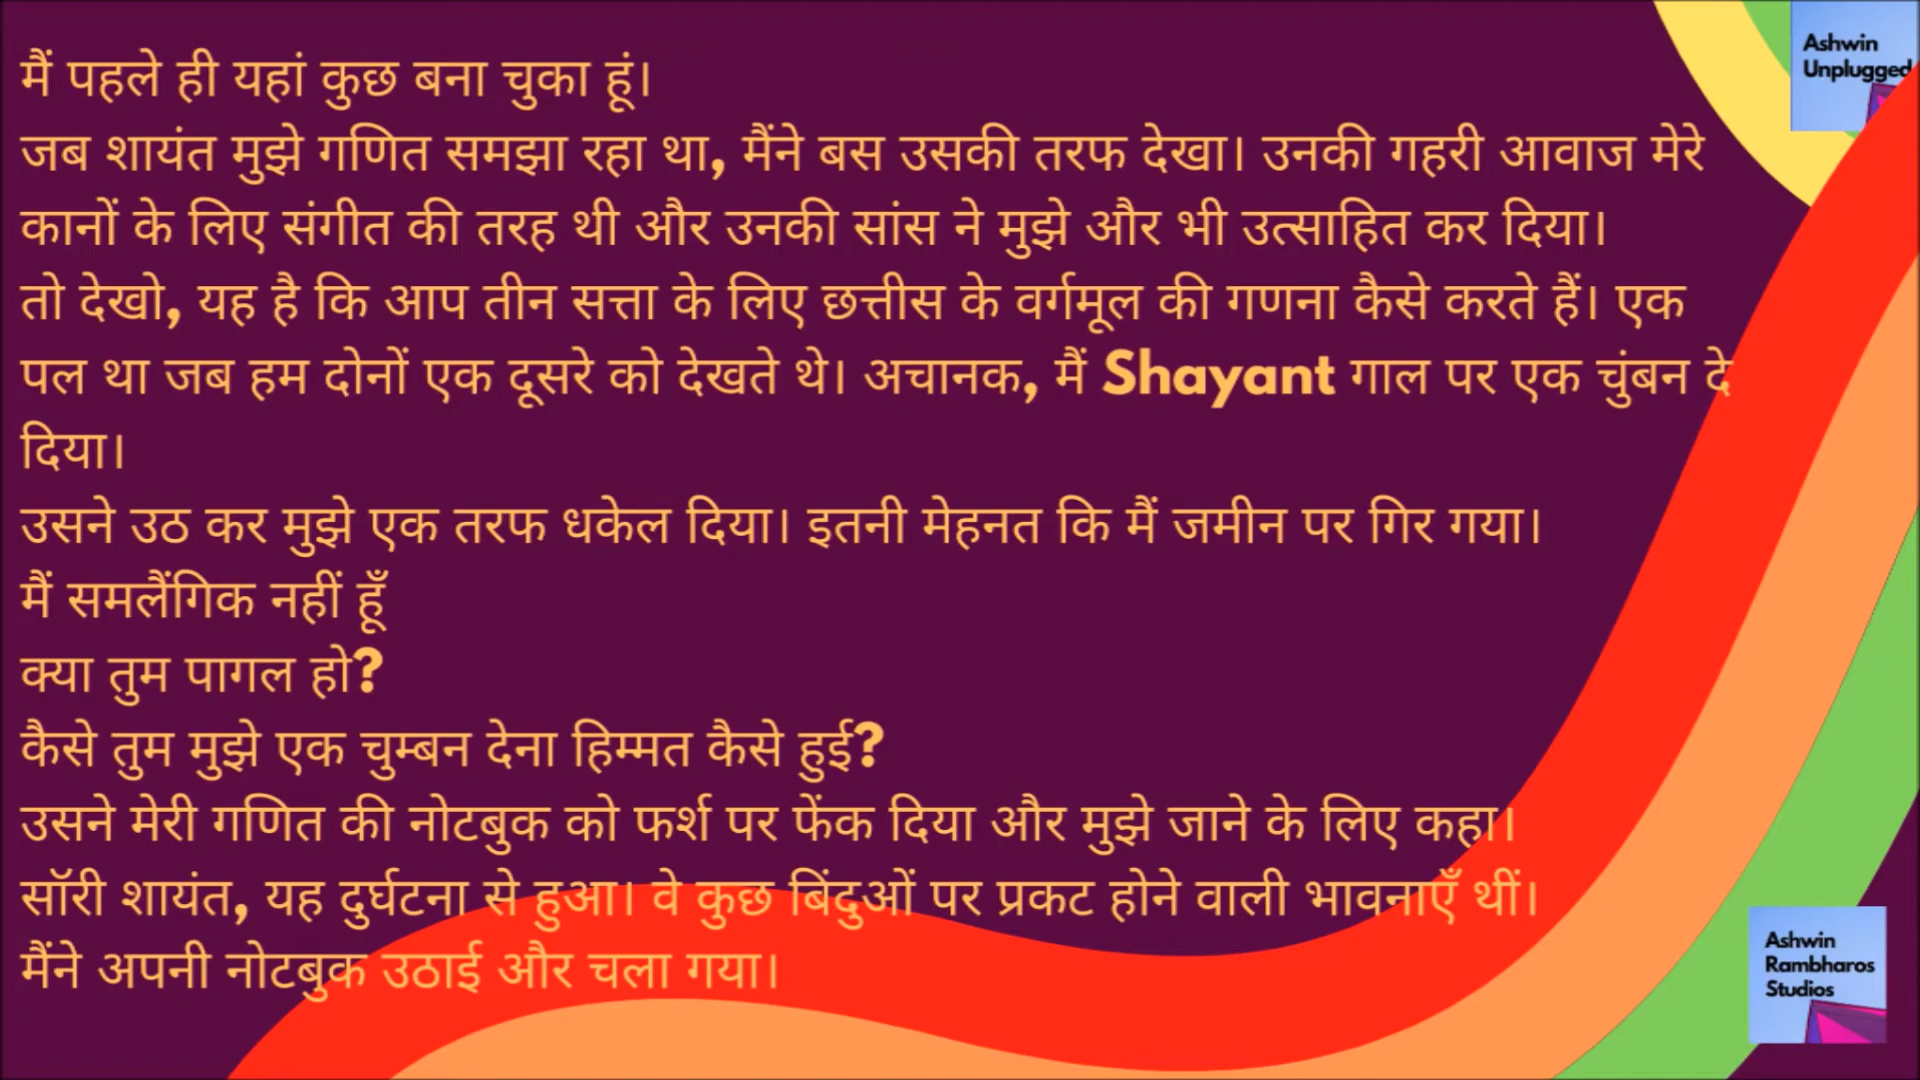 मैं पहले ही यहां कुछ बना चुका हूं।
जब शायंत मुझे गणित समझा रहा था, मैंने बस उसकी तरफ देखा। उनकी गहरी आवाज मेरे
कानों के लिए संगीत की तरह थी और उनकी सांस ने मुझे और भी उत्साहित कर दिया।
तो देखो, यह है कि आप तीन सत्ता के लिए छत्तीस के वर्गमूल की गणना कैसे करते हैं। एक
पल था जब हम दोनों एक दूसरे को देखते थे। अचानक, मैं Shayant गाल पर एक चुंबन दे
दिया।
उसने उठ कर मुझे एक तरफ धकेल दिया। इतनी मेहनत कि मैं जमीन पर गिर गया।
मैं समलैंगिक नहीं हूँ
क्या तुम पागल हो?
कैसे तुम मुझे एक चुम्बन देना हिम्मत कैसे हुई?
उसने मेरी गणित की नोटबुक को फर्श पर फेंक दिया और मुझे जाने के लिए कहा।
सॉरी शायंत, यह दुर्घटना से हुआ। वे कुछ बिंदुओं पर प्रकट होने वाली भावनाएँ थीं।
मैंने अपनी नोटबुक उठाई और चला गया।
Ashwin
Unplugged
Ashwin
Rambharos
Studios